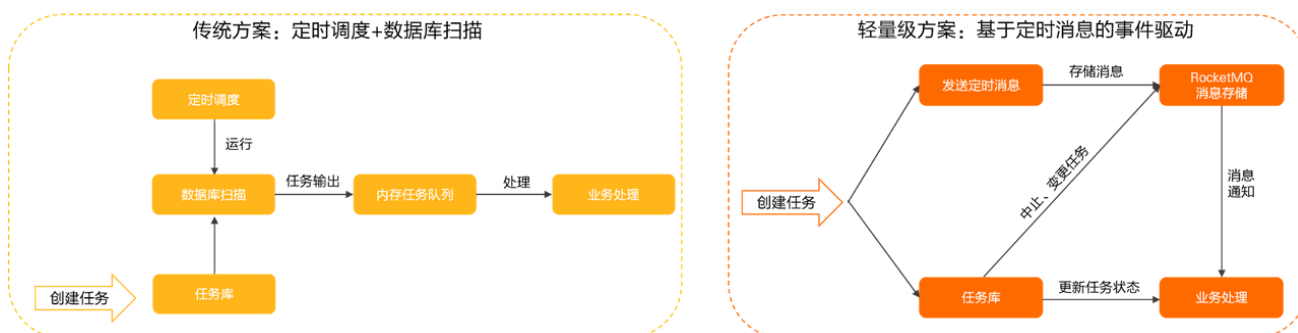 传统方案：定时调度+数据库扫描
定时调度
运行
数据库扫描
任务输出
内存任务队列
处理
业务处理
任务库
创建任务
轻量级方案：基于定时消息的事件驱动
发送定时消息
存储消息
RocketMQ
消息存储
中止、变更任务
消息
通知
创建任务
任务库
更新任务状态
业务处理